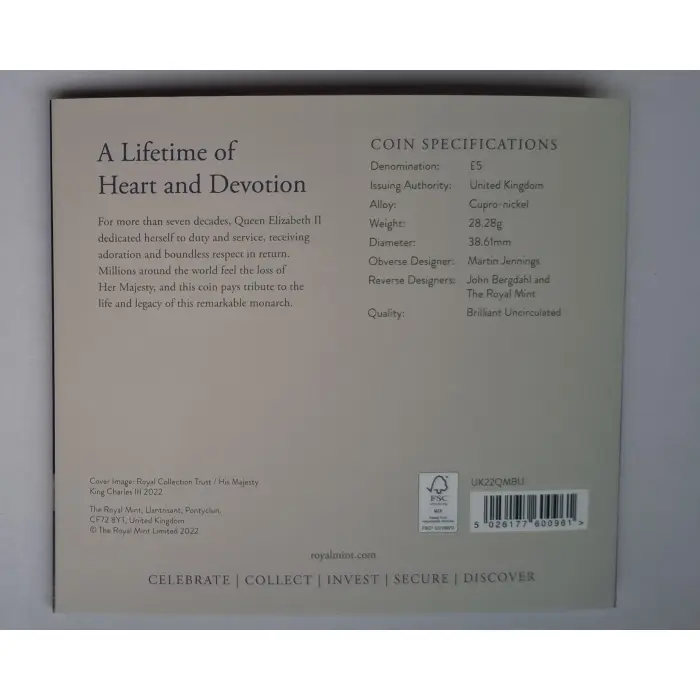 A Lifetime of
Heart and Devotion
For more than seven decades, Queen Elizabeth II
dedicated herself to duty and service, receiving
adoration and boundless respect in return.
Millions around the world feel the loss of
Her Majesty, and this coin pays tribute to the
life and legacy of this remarkable monarch.
COIN SPECIFICATIONS
Denomination: £5
Issuing Authority: United Kingdom
Alloy: Cupro-nickel
Weight: 28.28g
Diameter: 38.61mm
Obverse Designer: Martin Jennings
Reverse Designers: John Bergdahl and
The Royal Mint
Quality: Brilliant Uncirculated
Cover Image: Royal Collection Trust / His Majesty
King Charles III 2022
The Royal Mint, Llantrisant, Pontyclun,
CF72 8YT, United Kingdom
© The Royal Mint Limited 2022
FSC
MIX
UK22QMBU
5 026177 600961 >
royalmint.com
CELEBRATE | COLLECT | INVEST | SECURE | DISCOVER